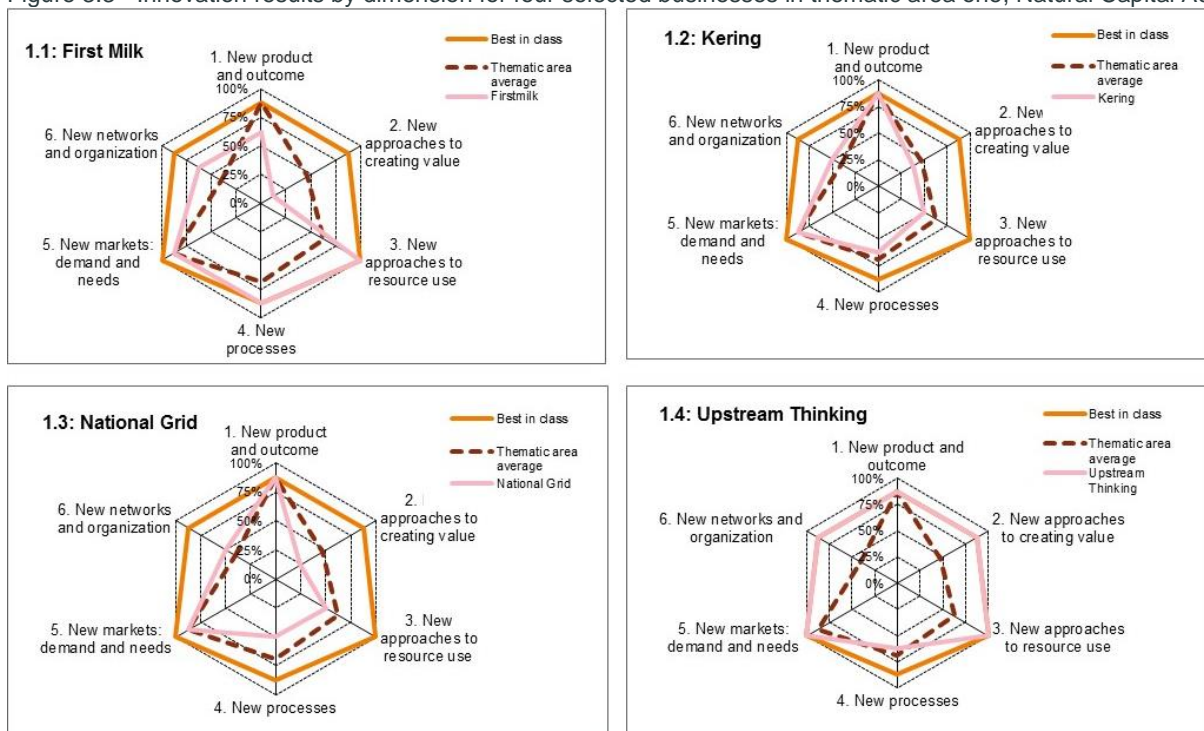 Innovation results by dimension for four selected businesses in thematic area one, Natural Capital
1.1: First Milk
Best in class
Thematic area
average
Firstmilk
1. New product
and outcome
100%
75%
50%
25%
0%
2. New
approaches to
creating value
3. New
approaches to
resource use
4. New
processes
5. New markets:
demand and
needs
6. New networks
and organization
1.2: Kering
Best in class
Thematic area
average
Kering
1. New product
and outcome
100%
75%
50%
25%
0%
2. New
approaches to
creating value
3. New
approaches to
resource use
4. New processes
5. New markets:
demand and
needs
6. New networks
and organization
1.3: National Grid
Best in class
Thematic area
average
National Grid
1. New product
and outcome
100%
75%
50%
25%
0%
2.
approaches to
creating value
3. New
approaches to
resource use
4. New processes
5. New markets:
demand and needs
6. New networks
and organization
1.4: Upstream Thinking
Best in class
Thematic area
average
Upstream
Thinking
1. New product and
outcome
100%
75%
50%
25%
0%
2. New approaches
to creating value
3. New approaches
to resource use
4. New processes
5. New markets:
demand and needs
6. New networks and
organization